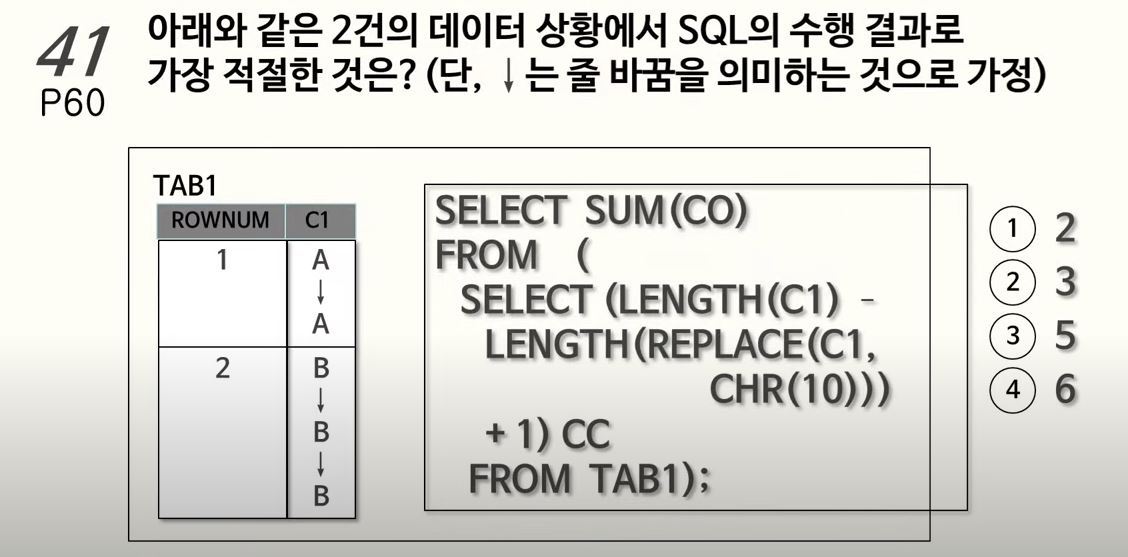 41
P60
아래와 같은 2건의 데이터 상황에서 SQL의 수행 결과로
가장 적절한 것은? (단, ↓는 줄 바꿈을 의미하는 것으로 가정)
TAB1
ROWNUM C1
1 A
↓
A
2 B
↓
B
↓
B
SELECT SUM(CO)
FROM (
SELECT (LENGTH(C1) -
LENGTH(REPLACE(C1,
CHR(10)))
+ 1) CC
FROM TAB1);
① 2
② 3
③ 5
④ 6